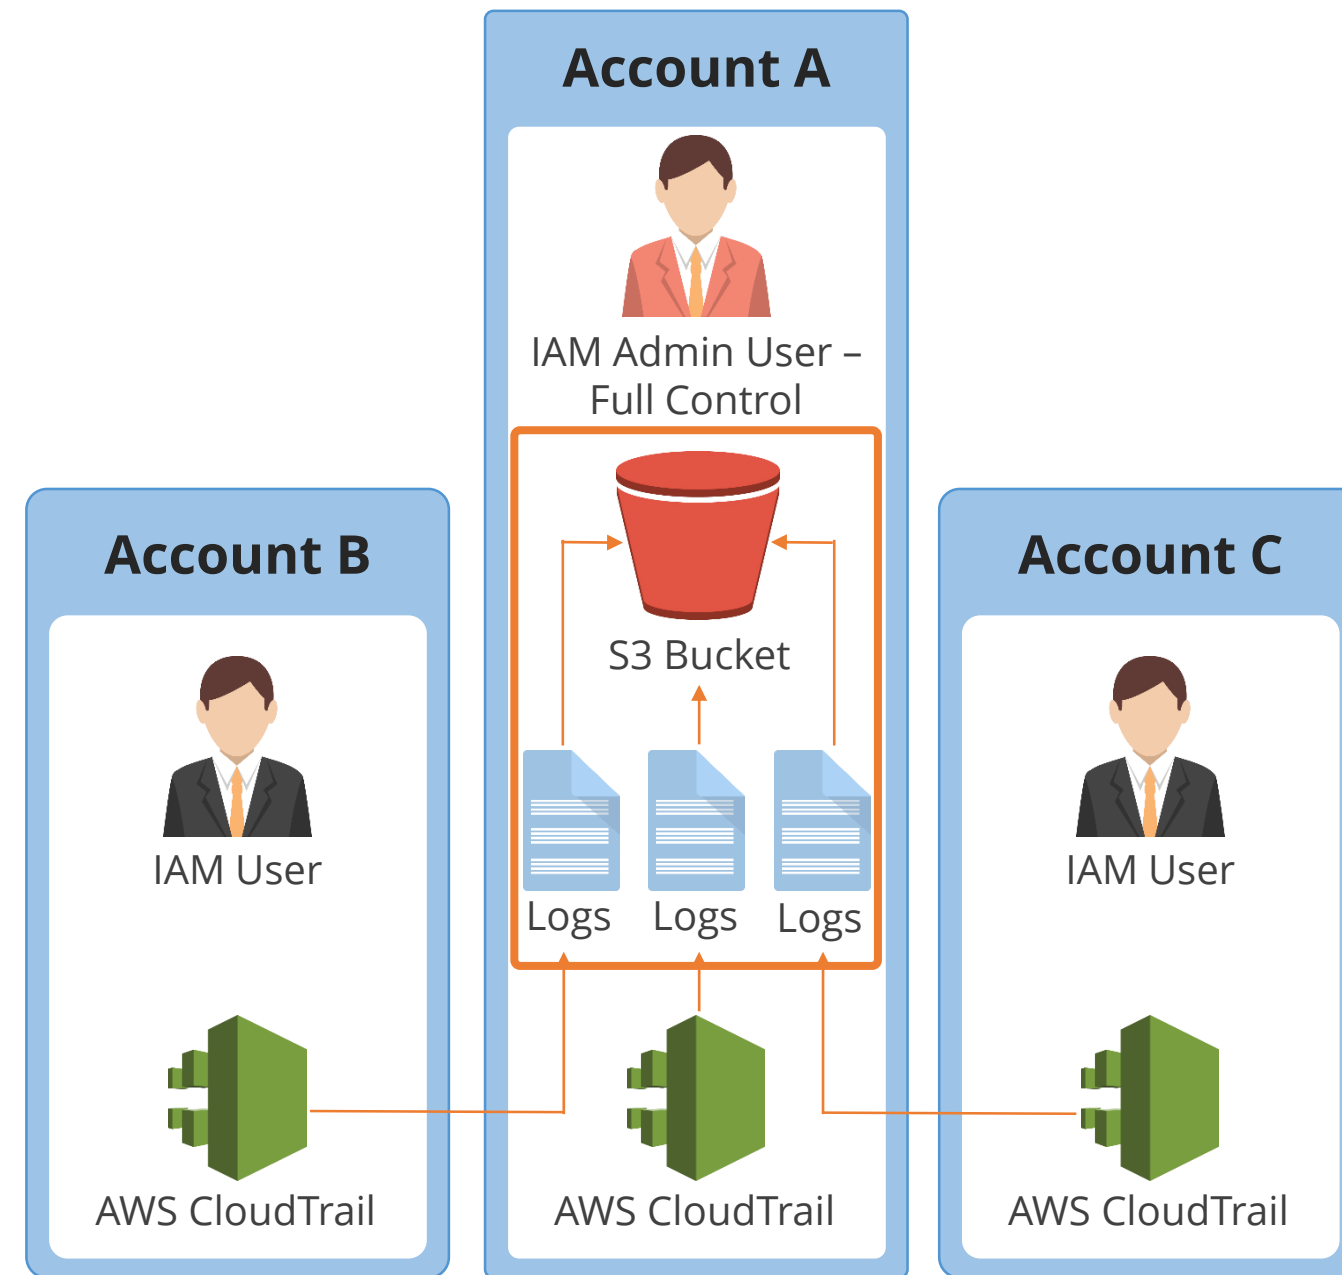 Account A
IAM Admin User –
Full Control
S3 Bucket
Logs
Logs
Logs
AWS CloudTrail
Account B
IAM User
AWS CloudTrail
Account C
IAM User
AWS CloudTrail